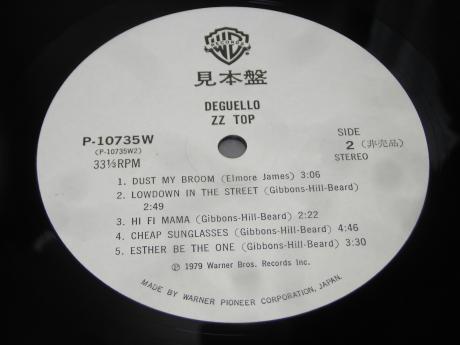 WB
RECORDS
見本盤
DEGUELLO
ZZ TOP
P-10735W
(P-10735W2)
33⅓RPM
SIDE
2 (非売品)
STEREO
1. DUST MY BROOM (Elmore James) 3:06
2. LOWDOWN IN THE STREET (Gibbons-Hill-Beard)
2:49
3. HI FI MAMA (Gibbons-Hill-Beard) 2:22
4. CHEAP SUNGLASSES (Gibbons-Hill-Beard) 4:46
5. ESTHER BE THE ONE (Gibbons-Hill-Beard) 3:30
℗ 1979 Warner Bros. Records Inc.
MADE BY WARNER PIONEER CORPORATION, JAPAN.